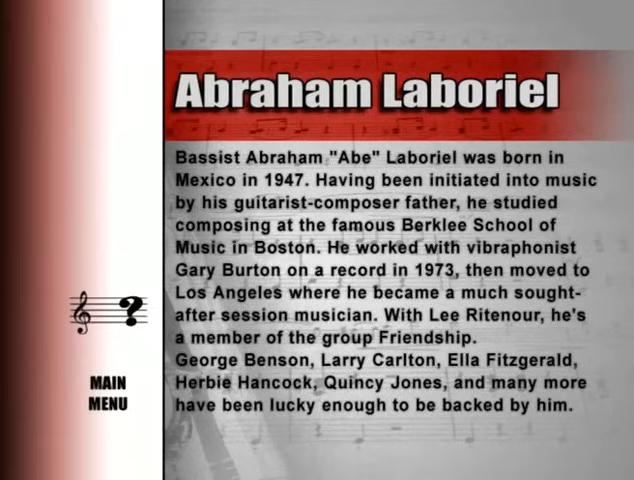 Abraham Laboriel
Bassist Abraham "Abe" Laboriel was born in
Mexico in 1947. Having been initiated into music
by his guitarist-composer father, he studied
composing at the famous Berklee School of
Music in Boston. He worked with vibraphonist
Gary Burton on a record in 1973, then moved to
Los Angeles where he became a much sought-
after session musician. With Lee Ritenour, he's
a member of the group Friendship.
George Benson, Larry Carlton, Ella Fitzgerald,
Herbie Hancock, Quincy Jones, and many more
have been lucky enough to be backed by him.
?
MAIN
MENU